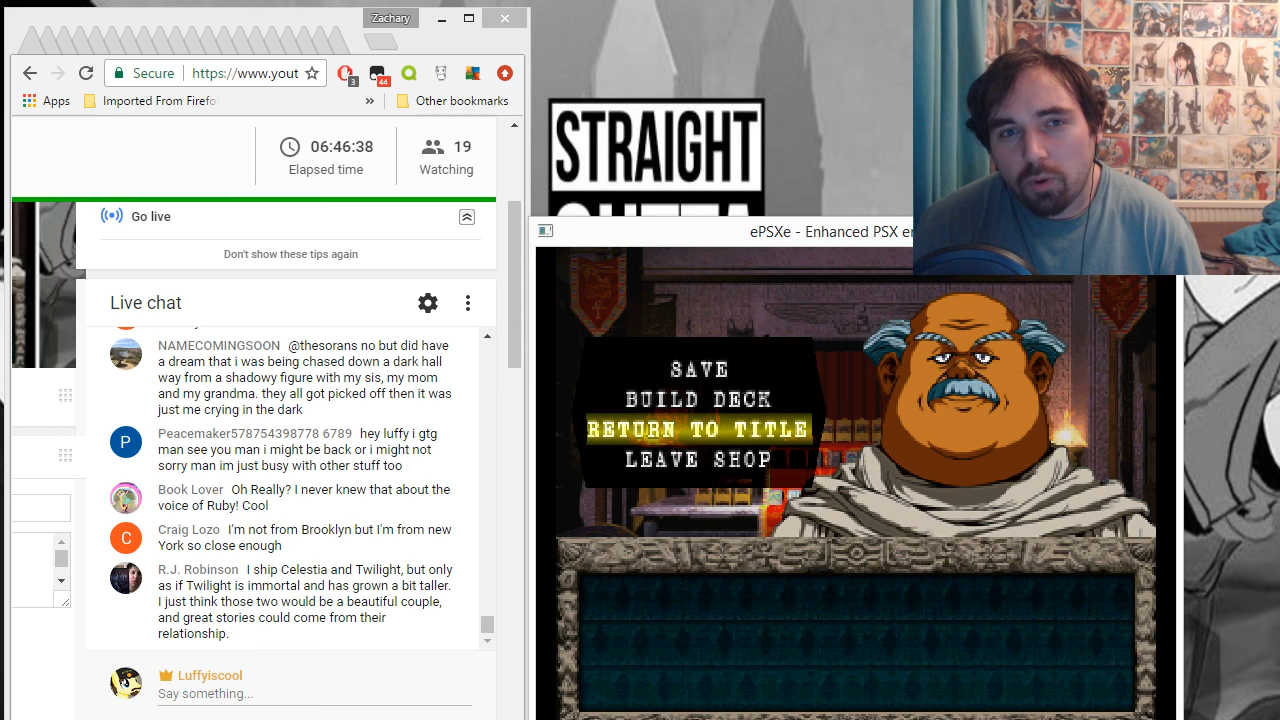 Zachary
Secure
https://www.yout
3
44
Apps
Imported From Firefo
»
Other bookmarks
06:46:38
Elapsed time
19
Watching
Go live
Don't show these tips again
Live chat
NAMECOMINGSOON @thesorans no but did have
a dream that i was being chased down a dark hall
way from a shadowy figure with my sis, my mom
and my grandma. they all got picked off then it was
just me crying in the dark
P
Peacemaker578754398778 6789 hey luffy i gtg
man see you man i might be back or i might not
sorry man im just busy with other stuff too
Book Lover Oh Really? I never knew that about the
voice of Ruby! Cool
C
Craig Lozo I'm not from Brooklyn but I'm from new
York so close enough
R.J. Robinson I ship Celestia and Twilight, but only
as if Twilight is immortal and has grown a bit taller.
I just think those two would be a beautiful couple,
and great stories could come from their
relationship.
Luffyiscool
Say something...
STRAIGHT
OUTTA
ePSXe - Enhanced PSX em
SAVE
BUILD DECK
RETURN TO TITLE
LEAVE SHOP